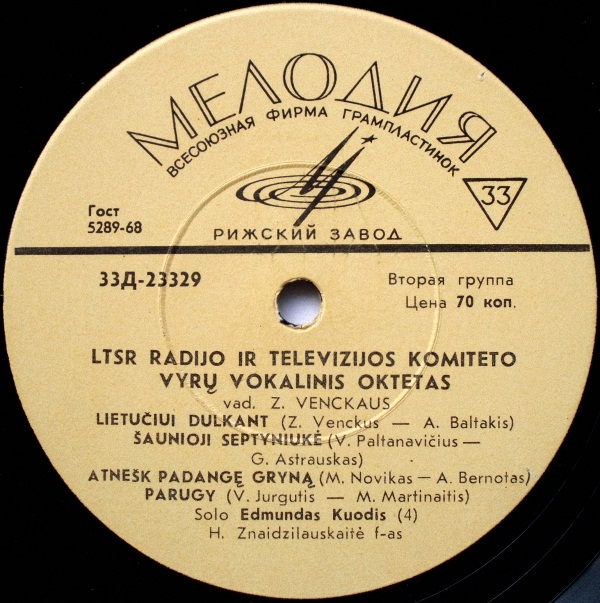 МЕЛОДИЯ
ВСЕСОЮЗНАЯ ФИРМА ГРАМПЛАСТИНОК
33
Гост
5289-68
РИЖСКИЙ ЗАВОД
33Д-23329
Вторая группа
Цена 70 коп.
LTSR RADIJO IR TELEVIZIJOS KOMITETO
VYRŲ VOKALINIS OKTETAS
vad. Z. VENCKAUS
LIETUČIUI DULKANT (Z. Venckus — A. Baltakis)
ŠAUNIOJI SEPTYNIUKĖ (V. Paltanavičius —
G. Astrauskas)
ATNEŠK PADANGĘ GRYNĄ (M. Novikas — A. Bernotas)
PARUGY (V. Jurgutis — M. Martinaitis)
Solo Edmundas Kuodis (4)
H. Znaidzilauskaitė f-as